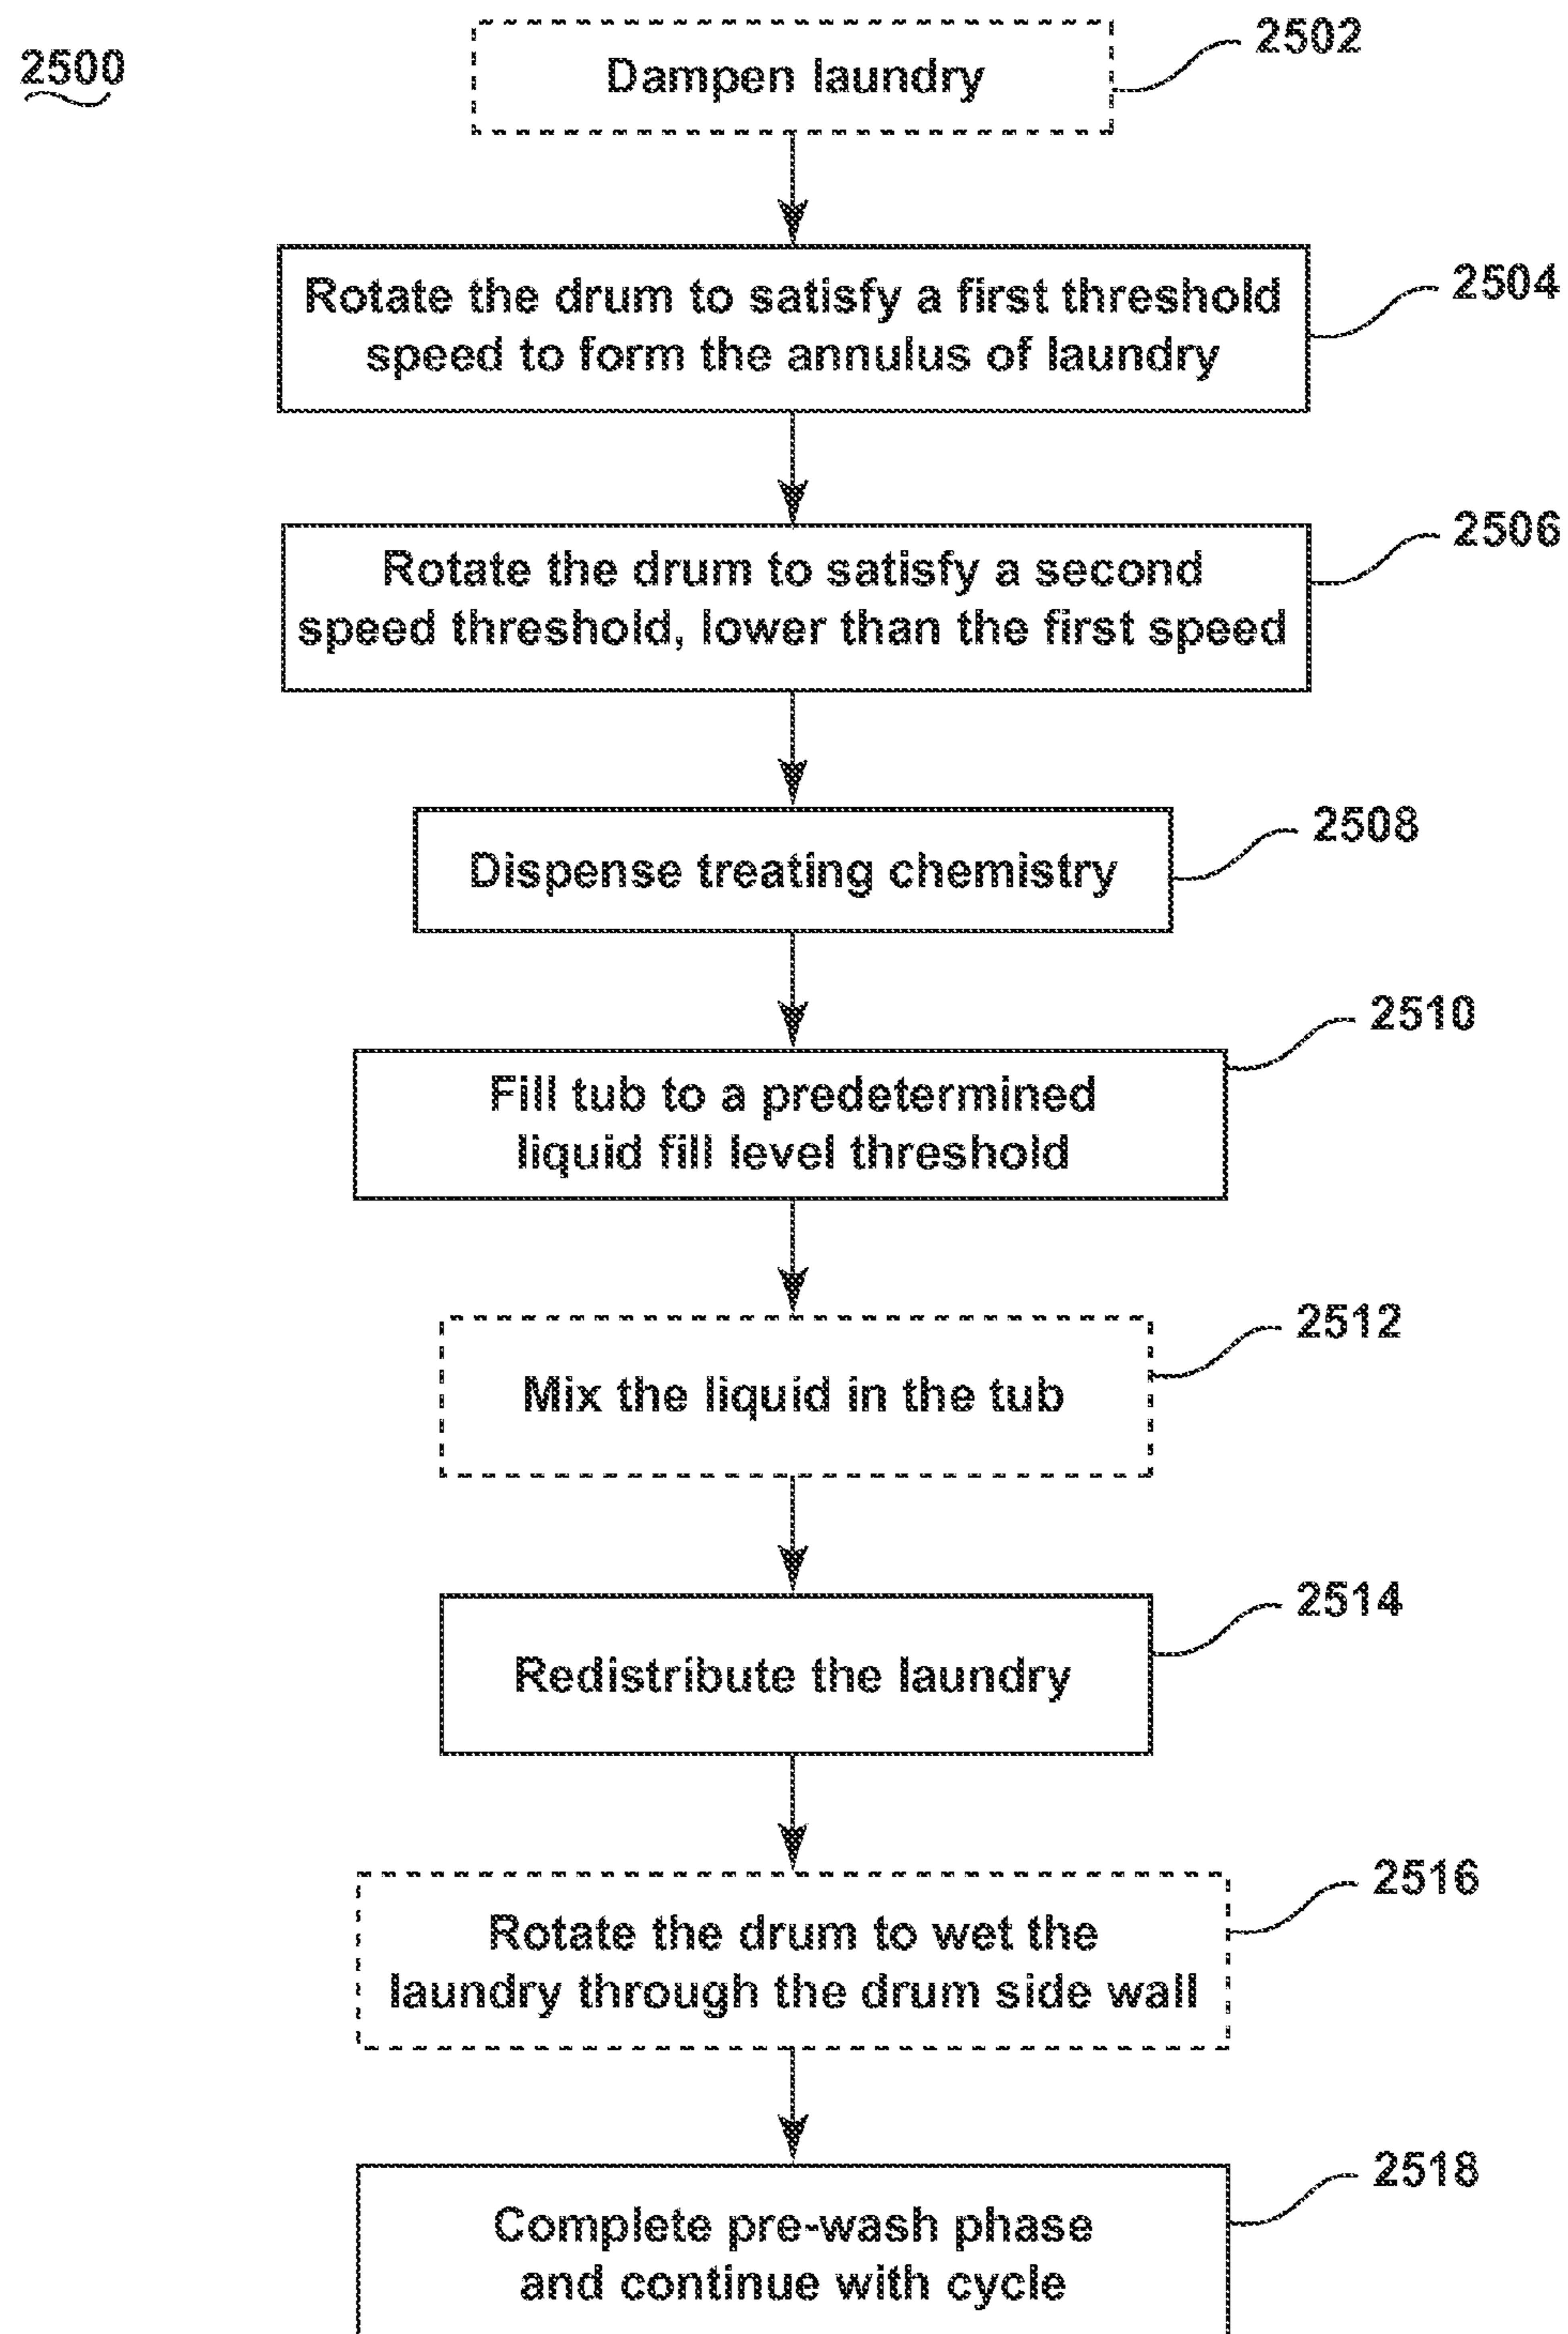 2500
Dampen laundry
2502
Rotate the drum to satisfy a first threshold
speed to form the annulus of laundry
2504
Rotate the drum to satisfy a second
speed threshold, lower than the first speed
2506
Dispense treating chemistry
2508
Fill tub to a predetermined
liquid fill level threshold
2510
Mix the liquid in the tub
2512
Redistribute the laundry
2514
Rotate the drum to wet the
laundry through the drum side wall
2516
Complete pre-wash phase
and continue with cycle
2518